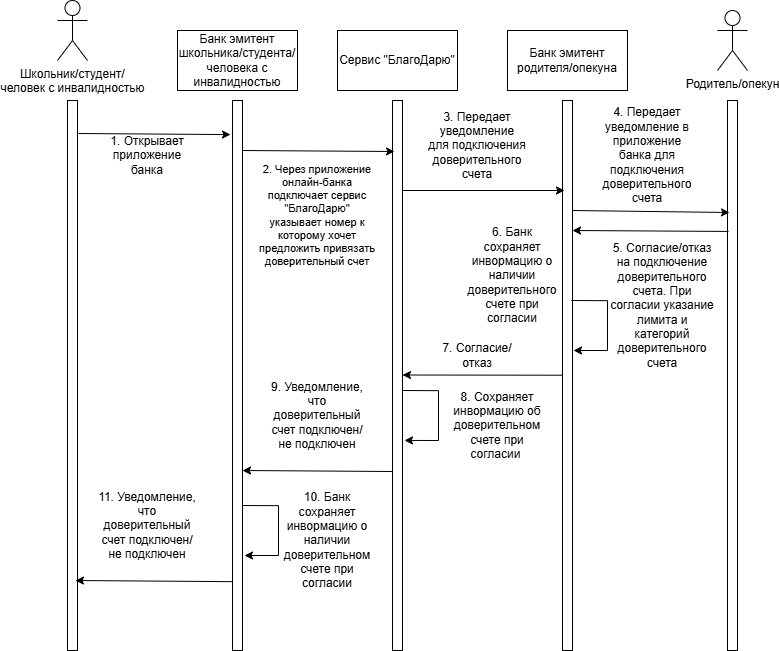 Школьник/студент/
человек с инвалидностью
Банк эмитент
школьника/студента/
человека с
инвалидностью
Сервис "БлагоДарю"
Банк эмитент
родителя/опекуна
Родитель/опекун
1. Открывает
приложение
банка
2. Через приложение
онлайн-банка
подключает сервис
"БлагоДарю"
указывает номер к
которому хочет
предложить привязать
доверительный счет
3. Передает
уведомление
для подключения
доверительного
счета
4. Передает
уведомление в
приложение
банка для
подключения
доверительного
счета
5. Согласие/отказ
на подключение
доверительного
счета. При
согласии указание
лимита и
категорий
доверительного
счета
6. Банк
сохраняет
инвормацию о
наличии
доверительного
счете при
согласии
7. Согласие/
отказ
8. Сохраняет
инвормацию об
доверительном
счете при
согласии
9. Уведомление,
что
доверительный
счет подключен/
не подключен
10. Банк
сохраняет
инвормацию о
наличии
доверительном
счете при
согласии
11. Уведомление,
что
доверительный
счет подключен/
не подключен